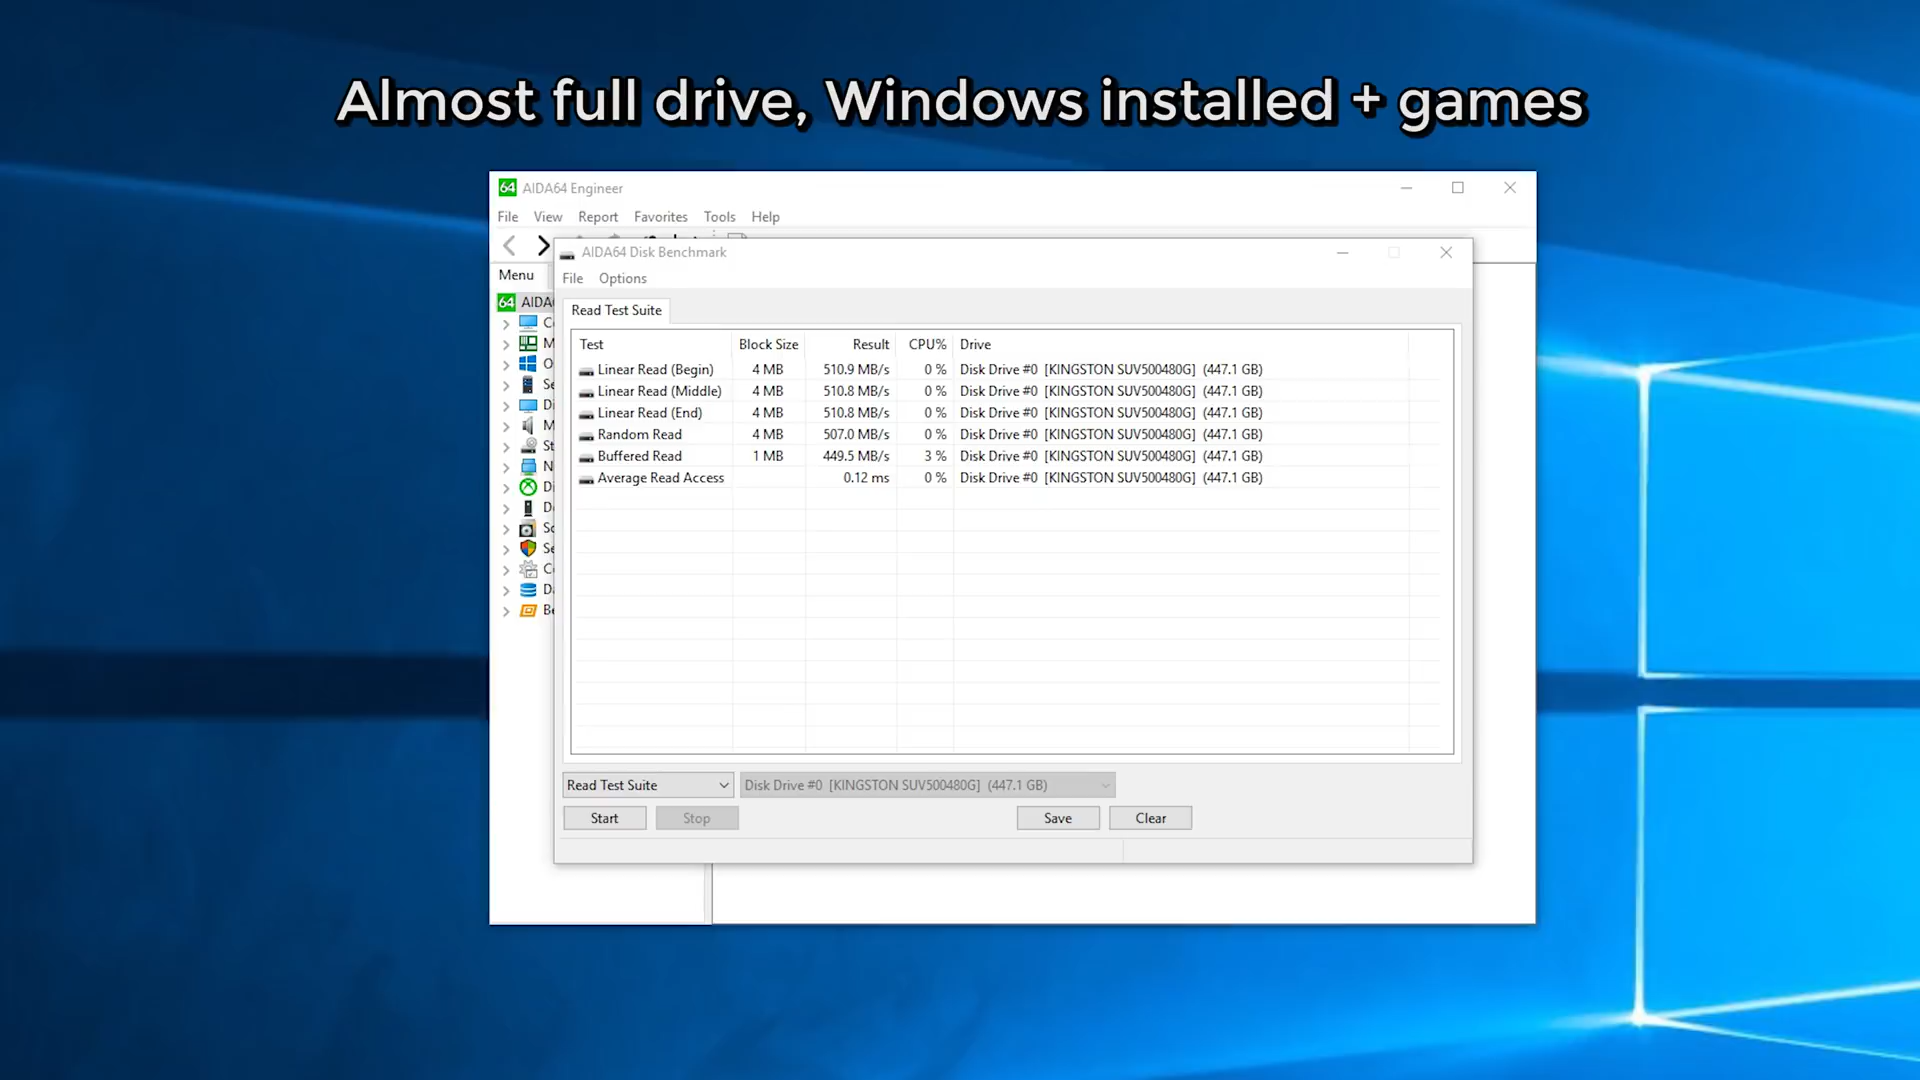 Almost full drive, Windows installed + games
64 AIDA64 Engineer
File View Report Favorites Tools Help
AIDA64 Disk Benchmark
File Options
Menu
64 AIDA
Read Test Suite
Test Block Size Result CPU% Drive
Linear Read (Begin) 4 MB 510.9 MB/s 0 % Disk Drive #0 [KINGSTON SUV500480G] (447.1 GB)
Linear Read (Middle) 4 MB 510.8 MB/s 0 % Disk Drive #0 [KINGSTON SUV500480G] (447.1 GB)
Linear Read (End) 4 MB 510.8 MB/s 0 % Disk Drive #0 [KINGSTON SUV500480G] (447.1 GB)
Random Read 4 MB 507.0 MB/s 0 % Disk Drive #0 [KINGSTON SUV500480G] (447.1 GB)
Buffered Read 1 MB 449.5 MB/s 3 % Disk Drive #0 [KINGSTON SUV500480G] (447.1 GB)
Average Read Access 0.12 ms 0 % Disk Drive #0 [KINGSTON SUV500480G] (447.1 GB)
Read Test Suite Disk Drive #0 [KINGSTON SUV500480G] (447.1 GB)
Start Stop Save Clear